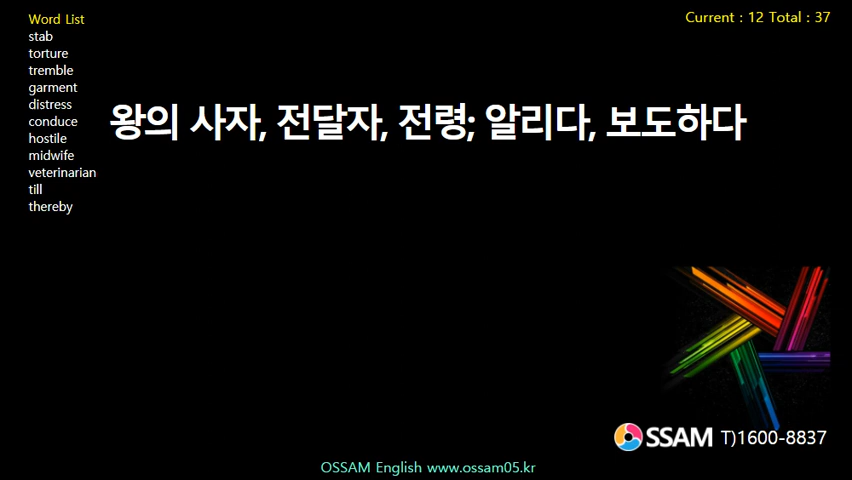 Word List
Current : 12 Total : 37
stab
torture
tremble
garment
distress
conduce
hostile
midwife
veterinarian
till
thereby
왕의 사자, 전달자, 전령; 알리다, 보도하다
OSSAM T)1600-8837
OSSAM English www.ossam05.kr